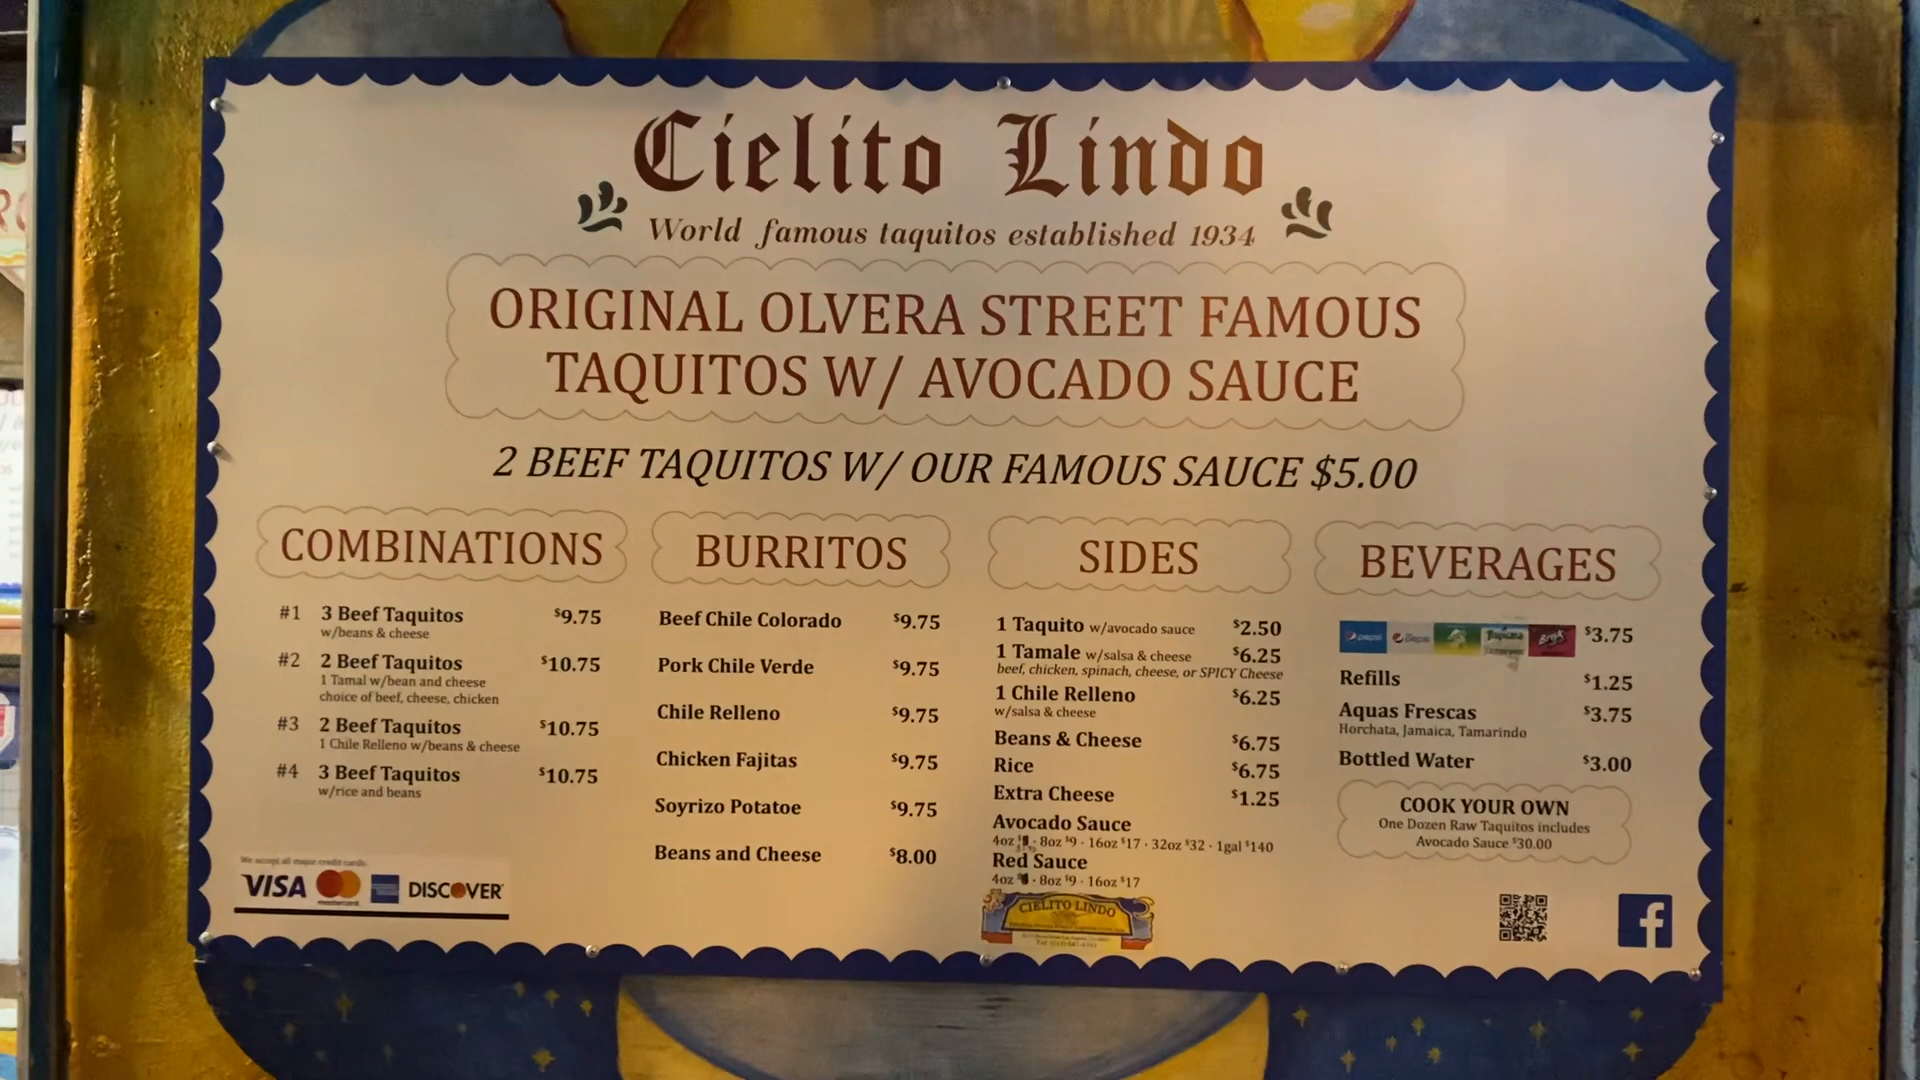 Cielito Lindo
World famous taquitos established 1934
ORIGINAL OLVERA STREET FAMOUS
TAQUITOS W/ AVOCADO SAUCE
2 BEEF TAQUITOS W/ OUR FAMOUS SAUCE $5.00
COMBINATIONS
#1 3 Beef Taquitos $9.75
w/beans & cheese
#2 2 Beef Taquitos $10.75
1 Tamal w/bean and cheese
choice of beef, cheese, chicken
#3 2 Beef Taquitos $10.75
1 Chile Relleno w/beans & cheese
#4 3 Beef Taquitos $10.75
w/rice and beans
We accept all major credit cards
VISA mastercard DISCOVER
BURRITOS
Beef Chile Colorado $9.75
Pork Chile Verde $9.75
Chile Relleno $9.75
Chicken Fajitas $9.75
Soyrizo Potatoe $9.75
Beans and Cheese $8.00
SIDES
1 Taquito w/avocado sauce $2.50
1 Tamale w/salsa & cheese $6.25
beef, chicken, spinach, cheese, or SPICY Cheese
1 Chile Relleno $6.25
w/salsa & cheese
Beans & Cheese $6.75
Rice $6.75
Extra Cheese $1.25
Avocado Sauce
4oz · 8oz $9 · 16oz $17 · 32oz $32 · 1gal $140
Red Sauce
4oz · 8oz $9 · 16oz $17
CIELITO LINDO
BEVERAGES
pepsi Tropicana Brisk $3.75
Refills $1.25
Aquas Frescas $3.75
Horchata, Jamaica, Tamarindo
Bottled Water $3.00
COOK YOUR OWN
One Dozen Raw Taquitos includes
Avocado Sauce $30.00
f